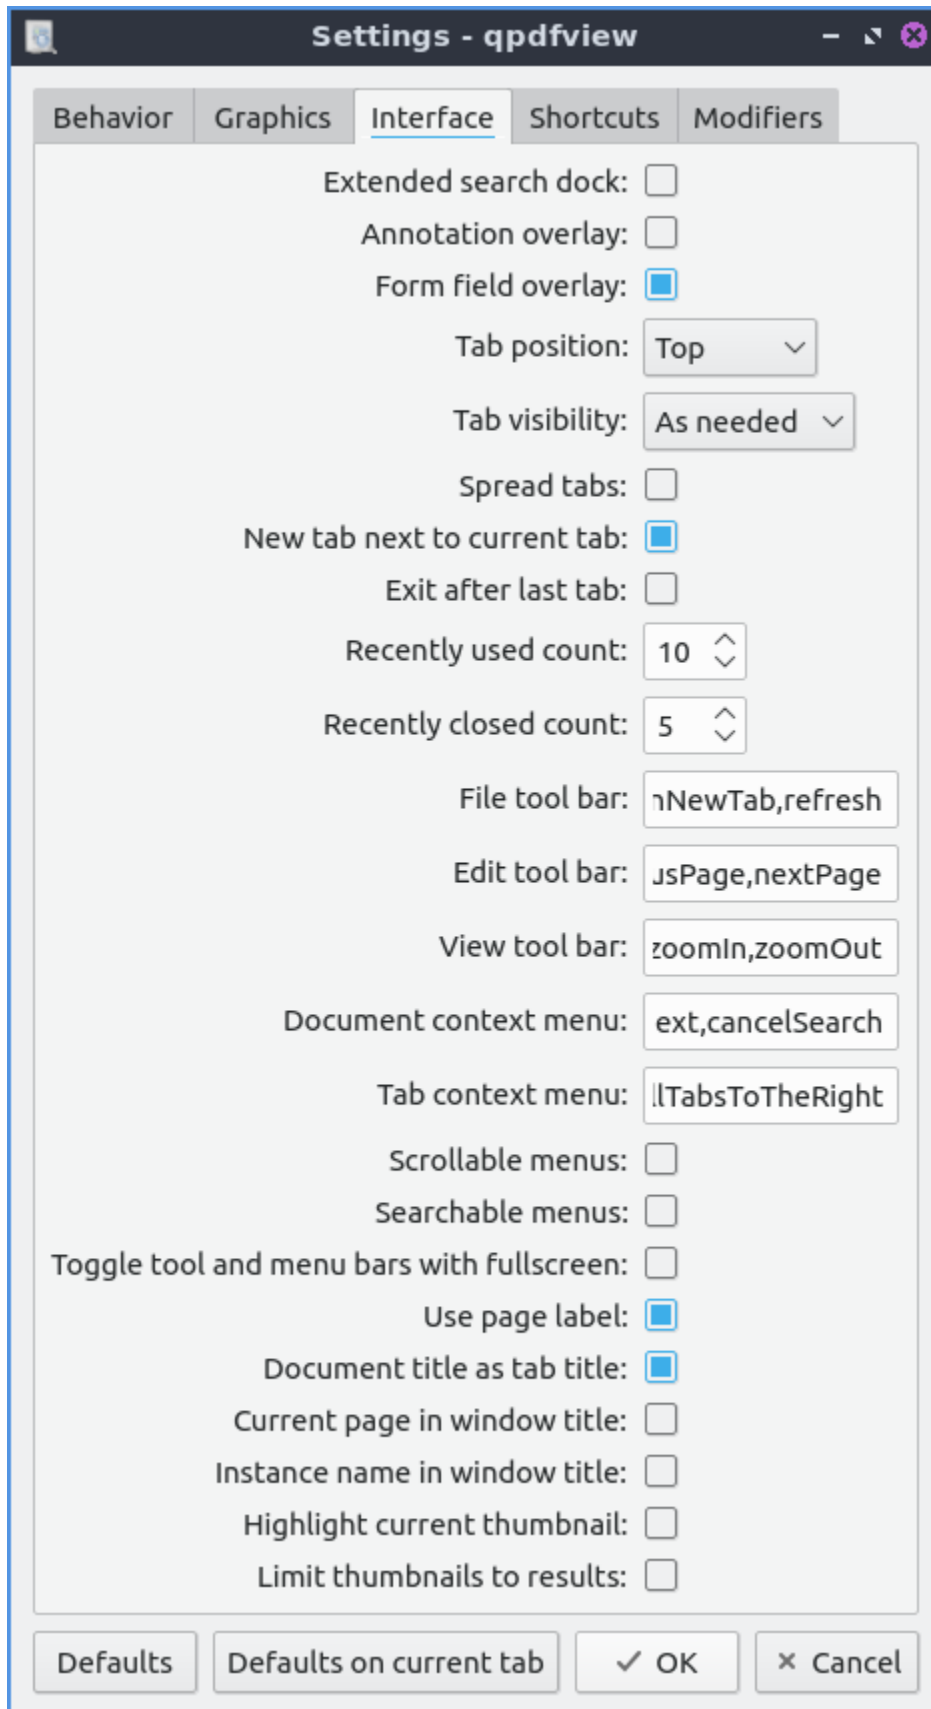 Settings - qpdfview
Behavior Graphics Interface Shortcuts Modifiers
Extended search dock:
Annotation overlay:
Form field overlay:
Tab position: Top
Tab visibility: As needed
Spread tabs:
New tab next to current tab:
Exit after last tab:
Recently used count: 10
Recently closed count: 5
File tool bar: nNewTab,refresh
Edit tool bar: usPage,nextPage
View tool bar: zoomIn,zoomOut
Document context menu: ext,cancelSearch
Tab context menu: llTabsToTheRight
Scrollable menus:
Searchable menus:
Toggle tool and menu bars with fullscreen:
Use page label:
Document title as tab title:
Current page in window title:
Instance name in window title:
Highlight current thumbnail:
Limit thumbnails to results:
Defaults Defaults on current tab OK Cancel